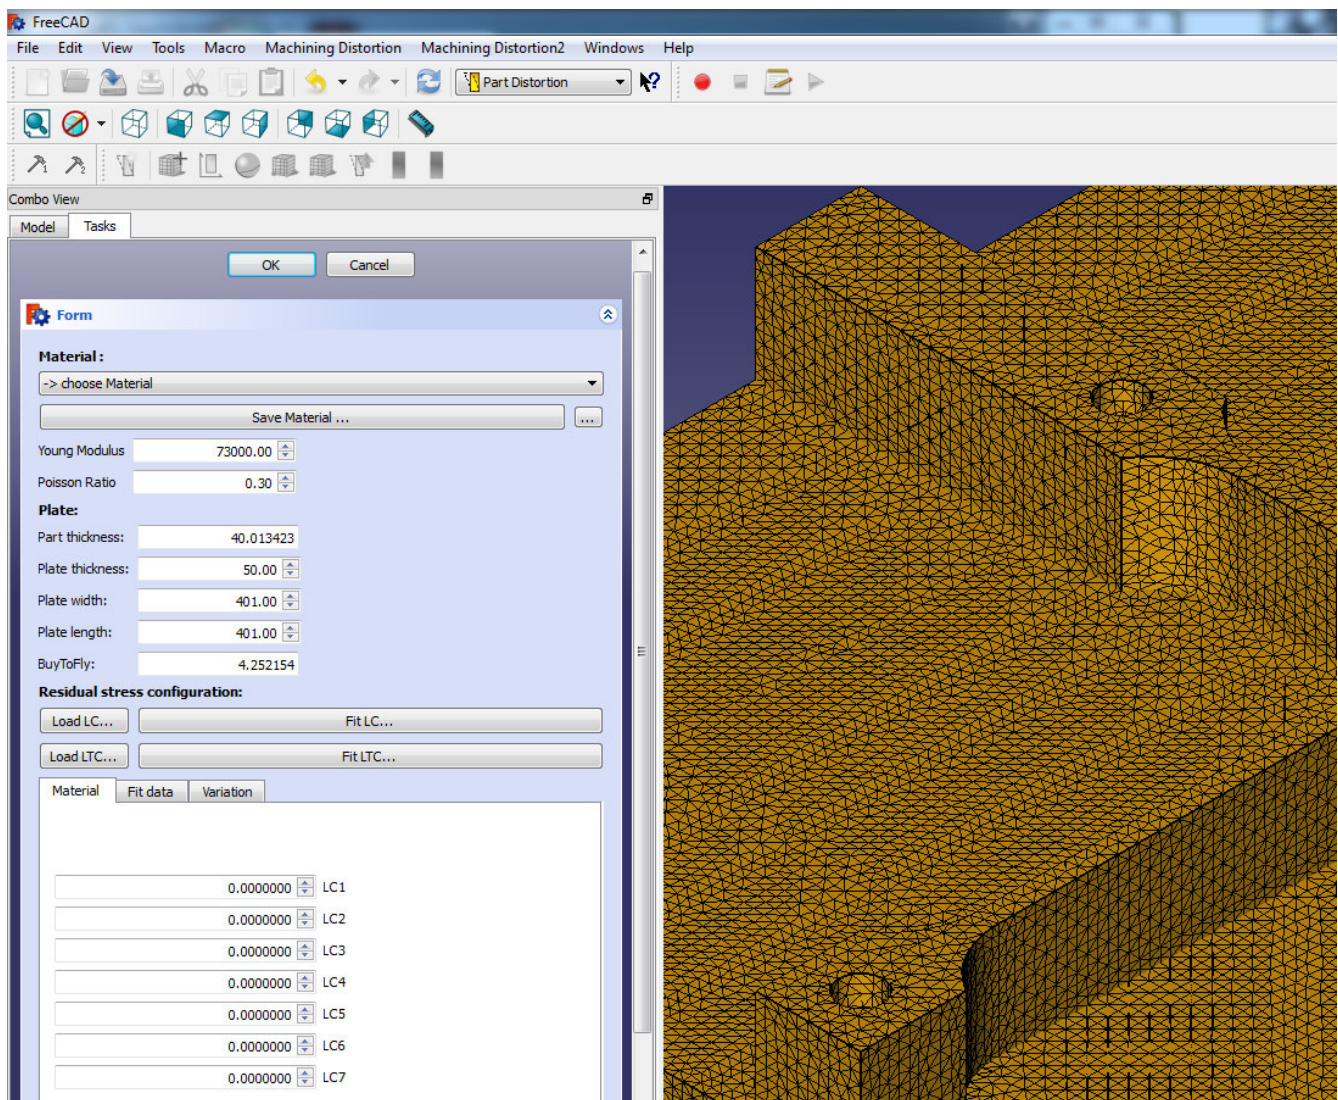 FreeCAD
File Edit View Tools Macro Machining Distortion Machining Distortion2 Windows Help
Part Distortion
1 2
Combo View
Model Tasks
OK Cancel
Form
Material :
-> choose Material
Save Material ... ...
Young Modulus 73000.00
Poisson Ratio 0.30
Plate:
Part thickness: 40.013423
Plate thickness: 50.00
Plate width: 401.00
Plate length: 401.00
BuyToFly: 4.252154
Residual stress configuration:
Load LC... Fit LC...
Load LTC... Fit LTC...
Material Fit data Variation
0.0000000 LC1
0.0000000 LC2
0.0000000 LC3
0.0000000 LC4
0.0000000 LC5
0.0000000 LC6
0.0000000 LC7